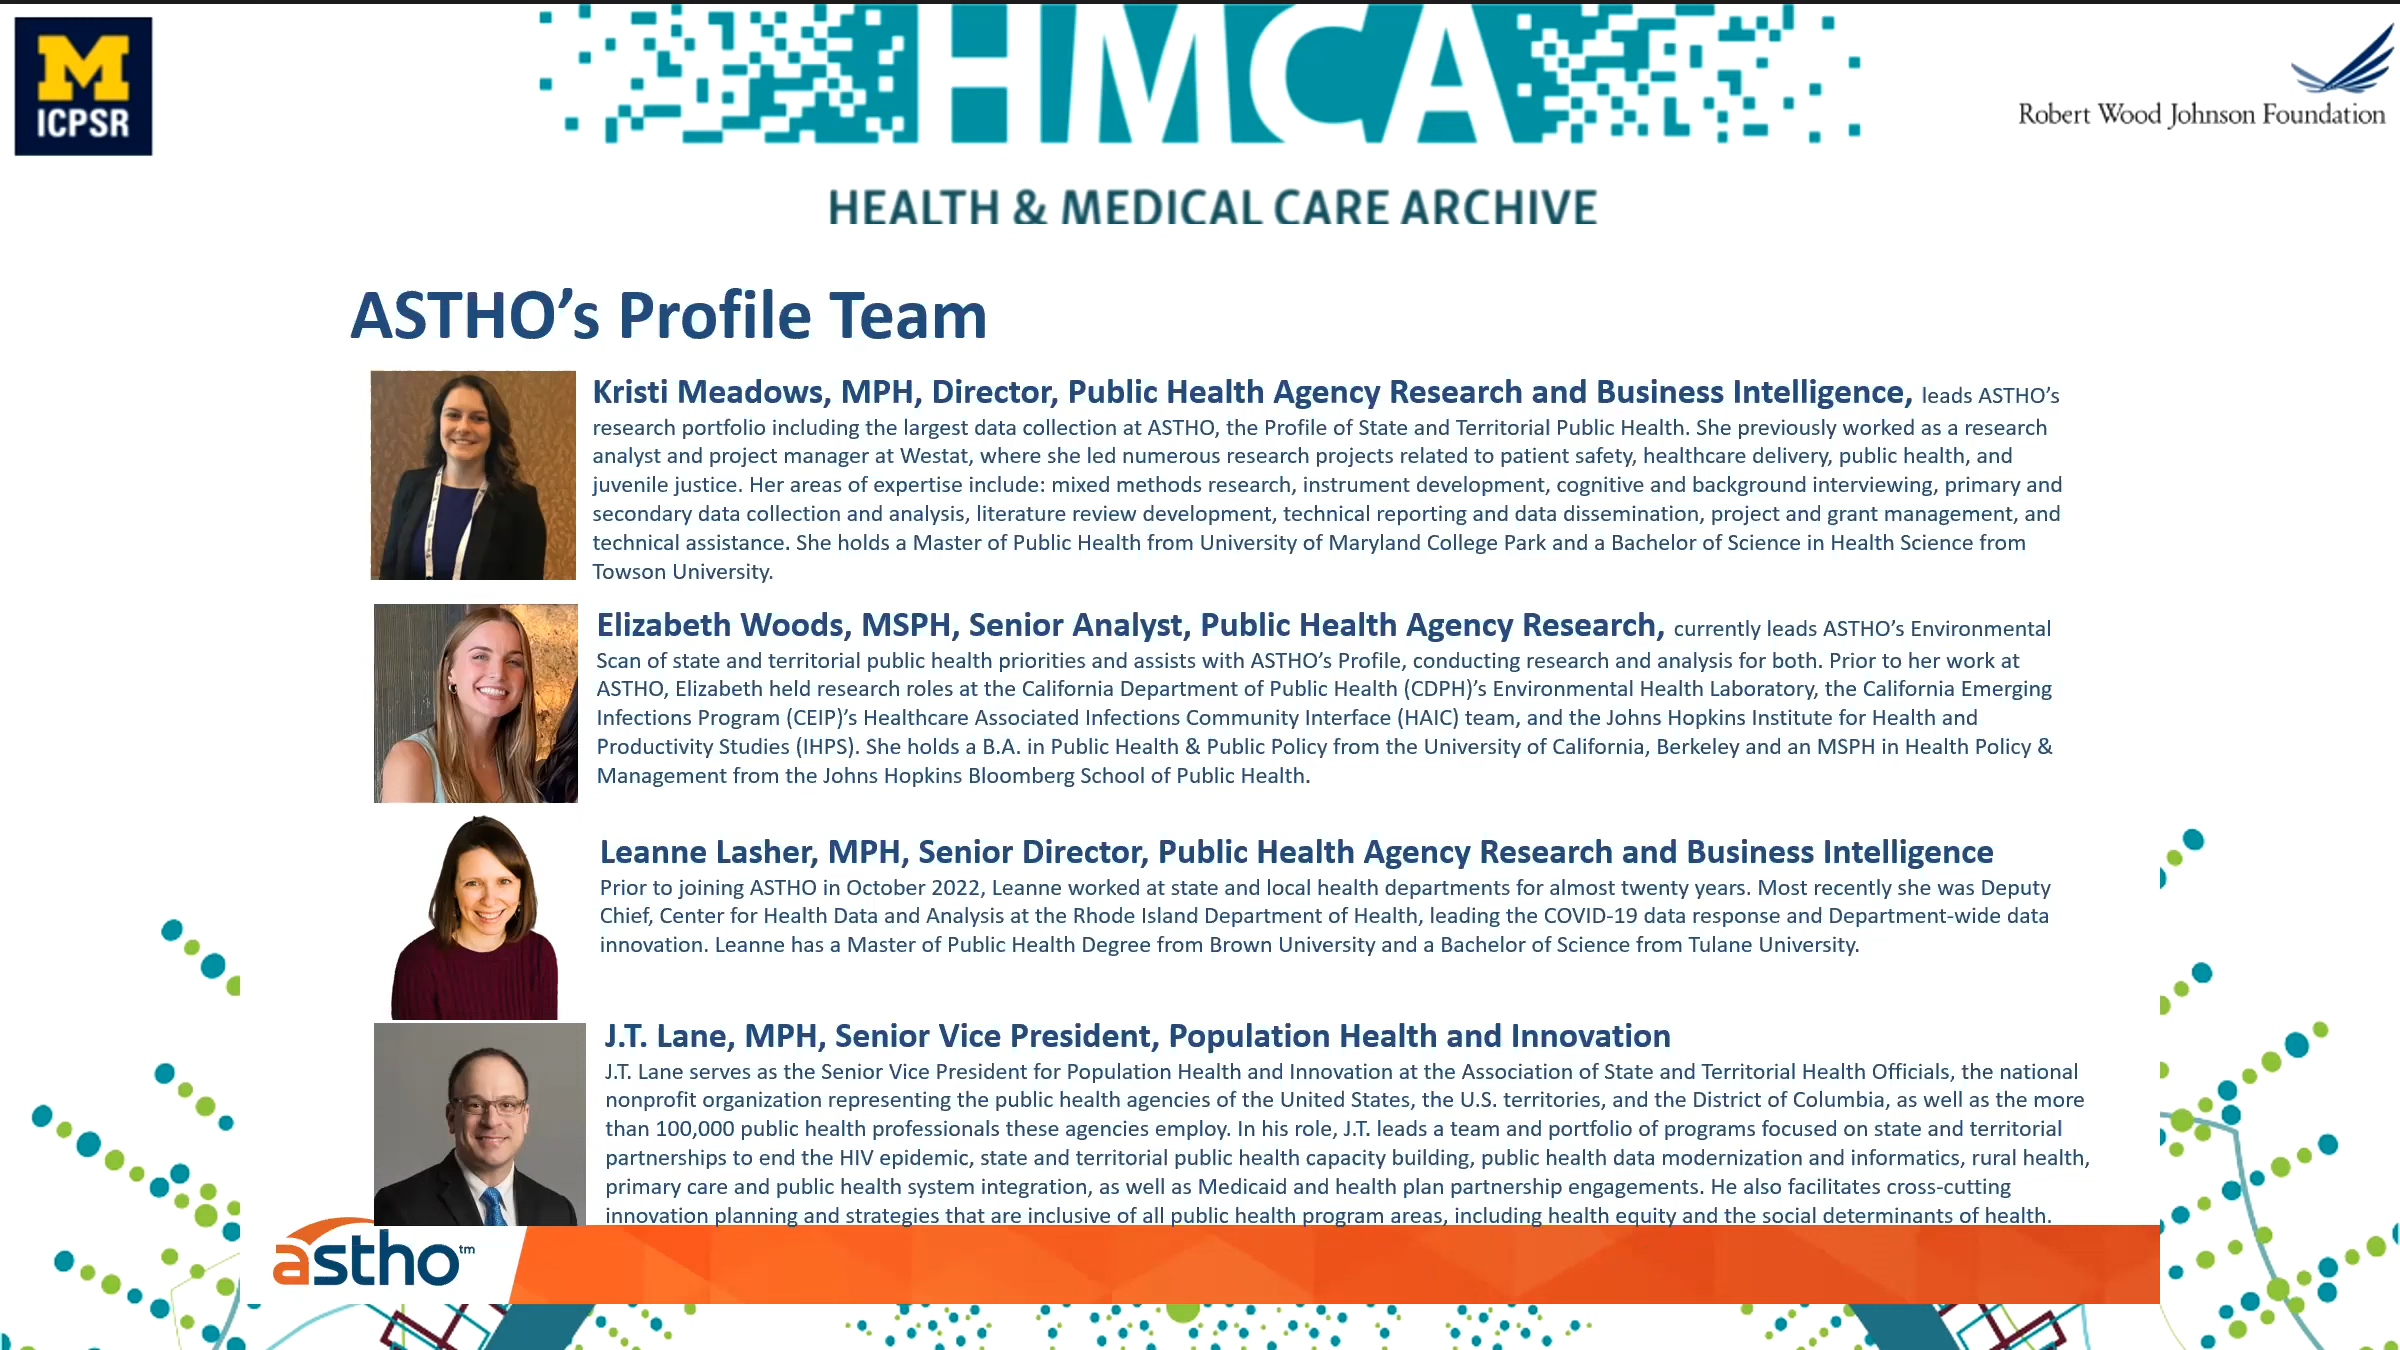 M
ICPSR
HMCA
HEALTH & MEDICAL CARE ARCHIVE
Robert Wood Johnson Foundation
ASTHO’s Profile Team
Kristi Meadows, MPH, Director, Public Health Agency Research and Business Intelligence, leads ASTHO’s
research portfolio including the largest data collection at ASTHO, the Profile of State and Territorial Public Health. She previously worked as a research
analyst and project manager at Westat, where she led numerous research projects related to patient safety, healthcare delivery, public health, and
juvenile justice. Her areas of expertise include: mixed methods research, instrument development, cognitive and background interviewing, primary and
secondary data collection and analysis, literature review development, technical reporting and data dissemination, project and grant management, and
technical assistance. She holds a Master of Public Health from University of Maryland College Park and a Bachelor of Science in Health Science from
Towson University.
Elizabeth Woods, MSPH, Senior Analyst, Public Health Agency Research, currently leads ASTHO’s Environmental
Scan of state and territorial public health priorities and assists with ASTHO’s Profile, conducting research and analysis for both. Prior to her work at
ASTHO, Elizabeth held research roles at the California Department of Public Health (CDPH)’s Environmental Health Laboratory, the California Emerging
Infections Program (CEIP)’s Healthcare Associated Infections Community Interface (HAIC) team, and the Johns Hopkins Institute for Health and
Productivity Studies (IHPS). She holds a B.A. in Public Health & Public Policy from the University of California, Berkeley and an MSPH in Health Policy &
Management from the Johns Hopkins Bloomberg School of Public Health.
Leanne Lasher, MPH, Senior Director, Public Health Agency Research and Business Intelligence
Prior to joining ASTHO in October 2022, Leanne worked at state and local health departments for almost twenty years. Most recently she was Deputy
Chief, Center for Health Data and Analysis at the Rhode Island Department of Health, leading the COVID-19 data response and Department-wide data
innovation. Leanne has a Master of Public Health Degree from Brown University and a Bachelor of Science from Tulane University.
J.T. Lane, MPH, Senior Vice President, Population Health and Innovation
J.T. Lane serves as the Senior Vice President for Population Health and Innovation at the Association of State and Territorial Health Officials, the national
nonprofit organization representing the public health agencies of the United States, the U.S. territories, and the District of Columbia, as well as the more
than 100,000 public health professionals these agencies employ. In his role, J.T. leads a team and portfolio of programs focused on state and territorial
partnerships to end the HIV epidemic, state and territorial public health capacity building, public health data modernization and informatics, rural health,
primary care and public health system integration, as well as Medicaid and health plan partnership engagements. He also facilitates cross-cutting
innovation planning and strategies that are inclusive of all public health program areas, including health equity and the social determinants of health.
astho™